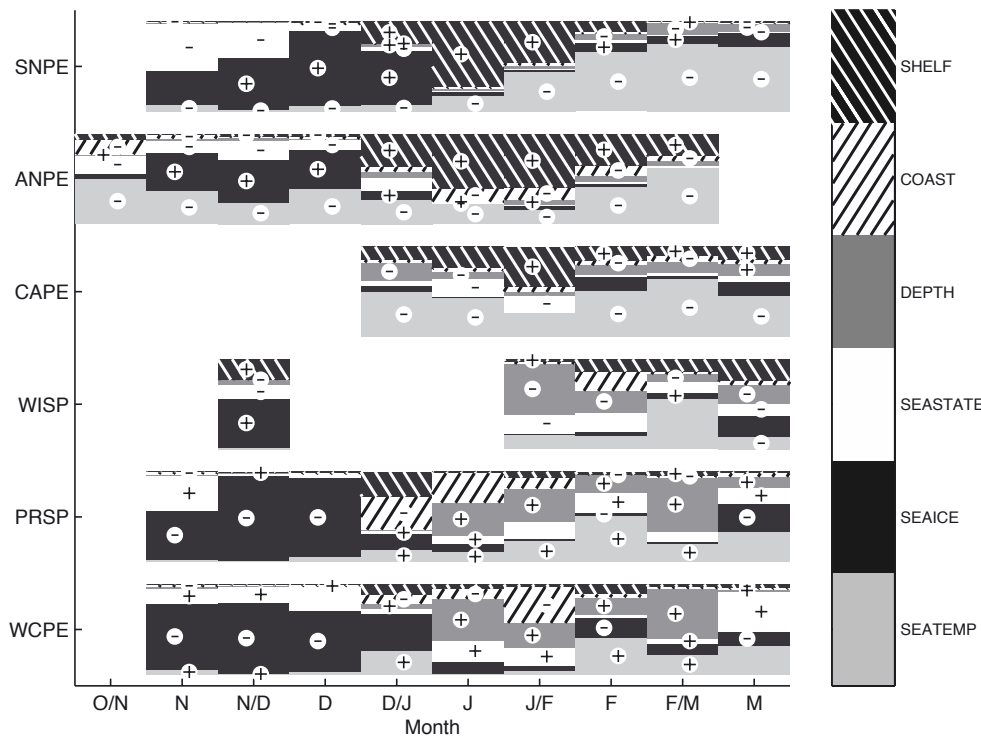 SNPE
ANPE
CAPE
WISP
PRSP
WCPE
O/N N N/D D D/J J J/F F F/M M
Month
SHELF
COAST
DEPTH
SEASTATE
SEAICE
SEATEMP